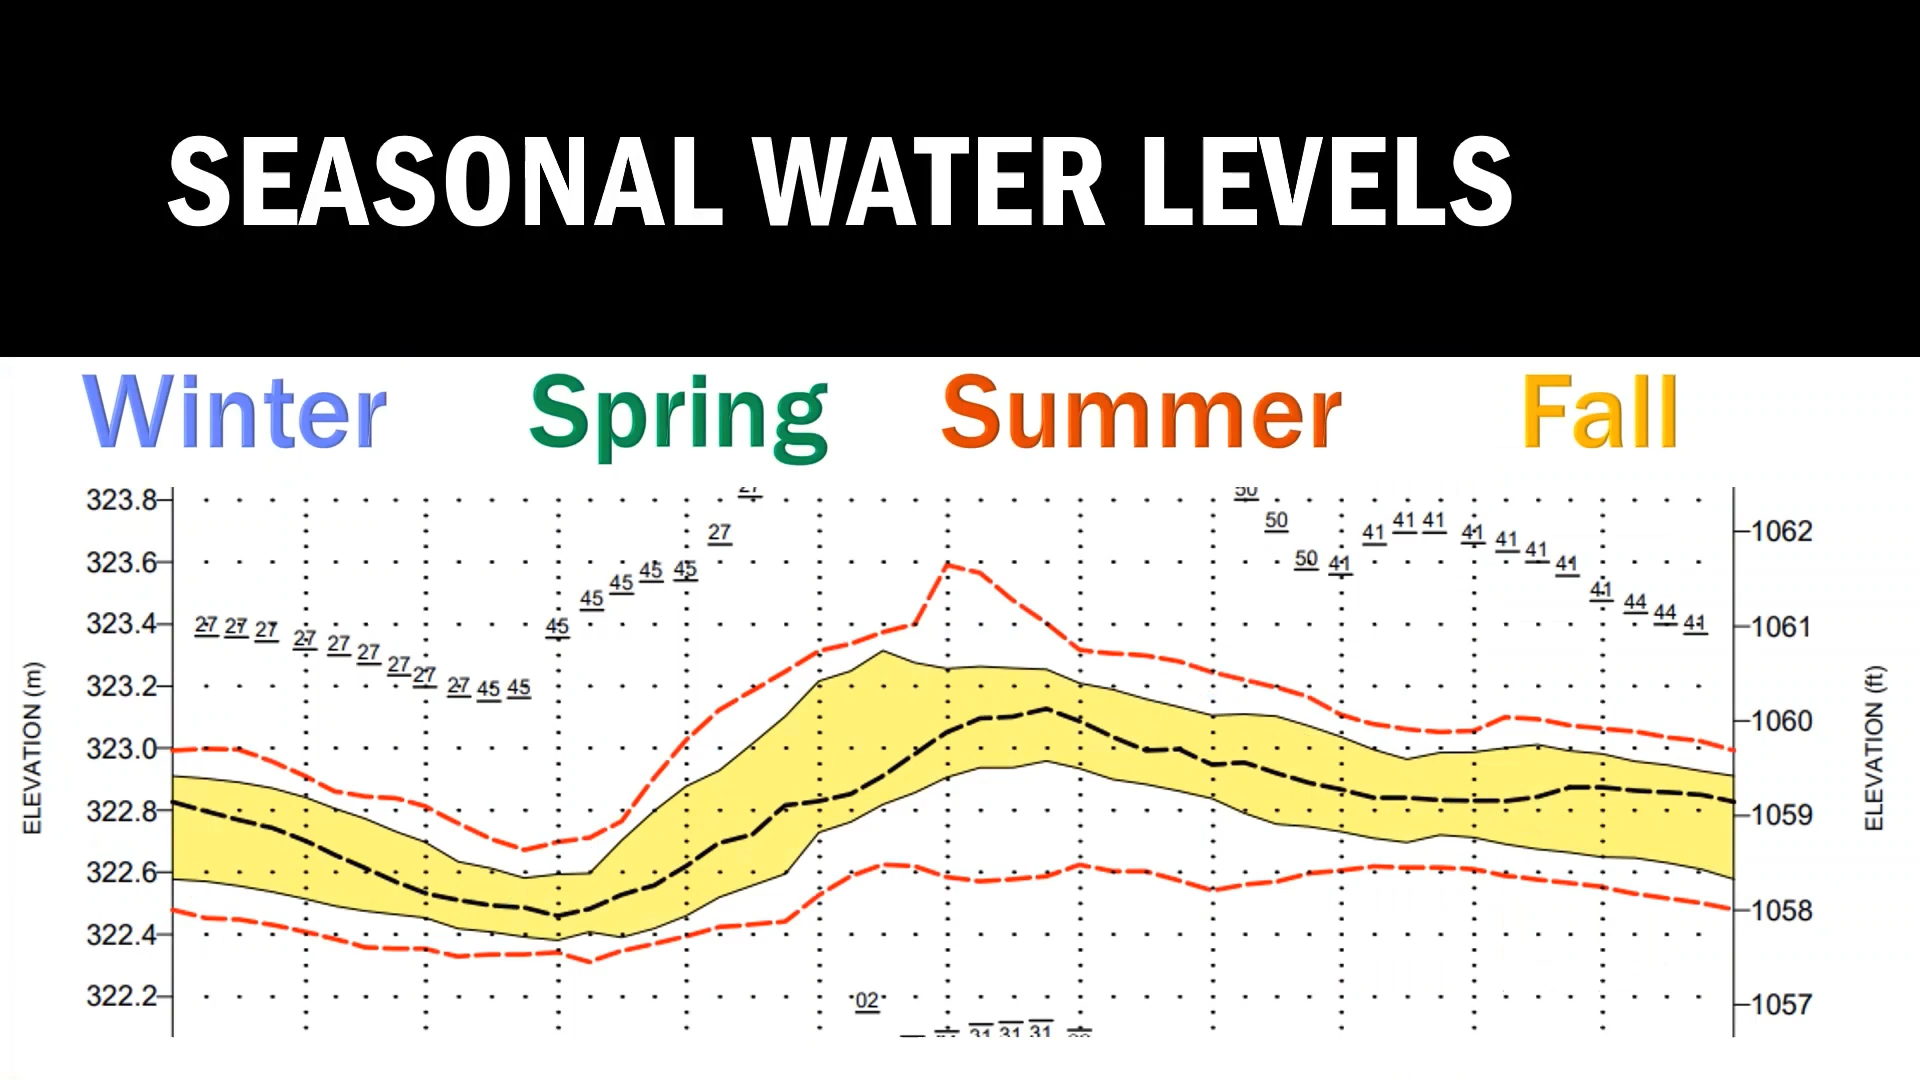 SEASONAL WATER LEVELS
Winter Spring Summer Fall
323.8
323.6
323.4
323.2
323.0
322.8
322.6
322.4
322.2
ELEVATION (m)
27 27 27 27 27 27 27 27 27 45 45 45 45 45 45 45 27
50 50 41 41 41 41 41 41 41 41 41 44 44 41
02
31 31 31
1062
1061
1060
1059
1058
1057
ELEVATION (ft)